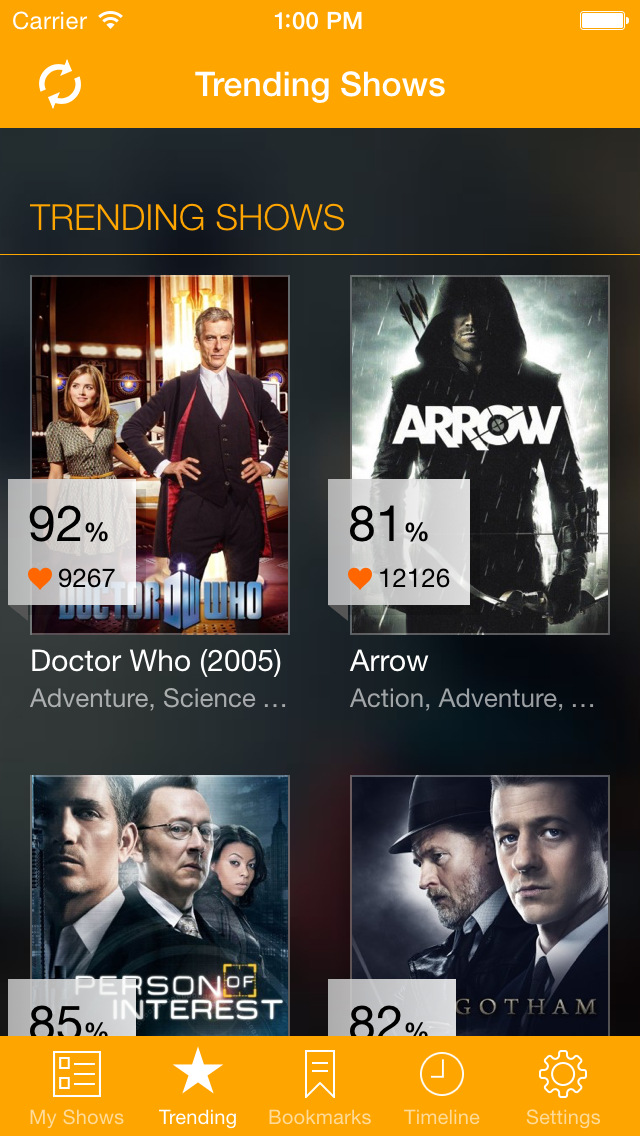 Carrier 1:00 PM
Trending Shows
TRENDING SHOWS
ARROW
92% 81%
9267 12126
DOCTOR WHO
Doctor Who (2005) Arrow
Adventure, Science ... Action, Adventure, ...
PERSON OF
INTEREST
GOTHAM
85% 82%
My Shows Trending Bookmarks Timeline Settings